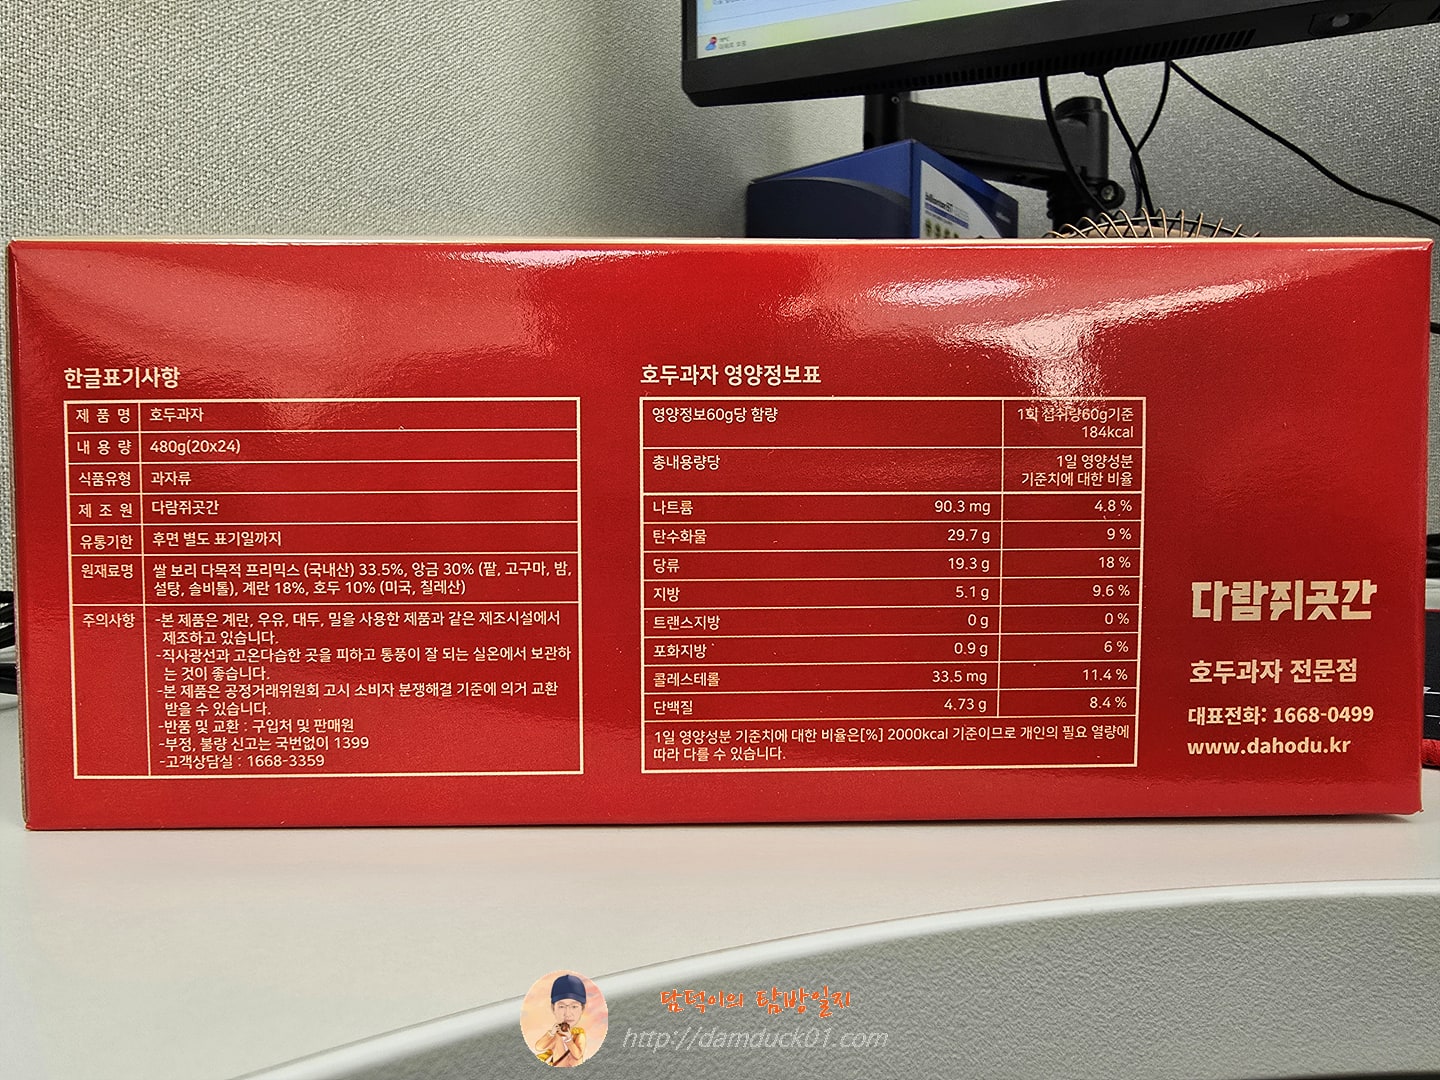 한글표기사항
제 품 명 호두과자
내 용 량 480g(20x24)
식품유형 과자류
제 조 원 다람쥐곳간
유통기한 후면 별도 표기일까지
원재료명 쌀 보리 다목적 프리믹스 (국내산) 33.5%, 앙금 30% (팥, 고구마, 밤,
설탕, 솔비톨), 계란 18%, 호두 10% (미국, 칠레산)
주의사항 -본 제품은 계란, 우유, 대두, 밀을 사용한 제품과 같은 제조시설에서
제조하고 있습니다.
-직사광선과 고온다습한 곳을 피하고 통풍이 잘 되는 실온에서 보관하
는 것이 좋습니다.
-본 제품은 공정거래위원회 고시 소비자 분쟁해결 기준에 의거 교환
받을 수 있습니다.
-반품 및 교환 : 구입처 및 판매원
-부정, 불량 신고는 국번없이 1399
-고객상담실 : 1668-3359
호두과자 영양정보표
영양정보60g당 함량 1회 섭취량60g기준
184kcal
총내용량당 1일 영양성분
기준치에 대한 비율
나트륨 90.3 mg 4.8 %
탄수화물 29.7 g 9 %
당류 19.3 g 18 %
지방 5.1 g 9.6 %
트랜스지방 0 g 0 %
포화지방 0.9 g 6 %
콜레스테롤 33.5 mg 11.4 %
단백질 4.73 g 8.4 %
1일 영양성분 기준치에 대한 비율은[%] 2000kcal 기준이므로 개인의 필요 열량에
따라 다를 수 있습니다.
다람쥐곳간
호두과자 전문점
대표전화: 1668-0499
www.dahodu.kr
담덕이의 탐방일지
http://damduck01.com